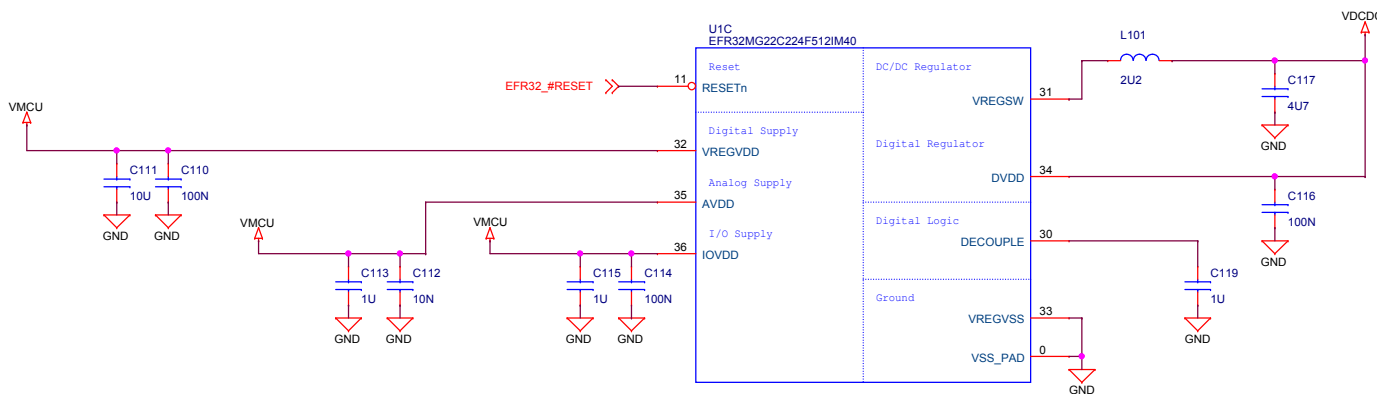 U1C
EFR32MG22C224F512IM40
VDCDC
L101
2U2
Reset
DC/DC Regulator
EFR32_#RESET
11
RESETn
C117
4U7
GND
31
VREGSW
VMCU
Digital Supply
32
VREGVDD
Digital Regulator
C111
10U
C110
100N
GND
GND
Analog Supply
35
AVDD
34
DVDD
C116
100N
GND
VMCU
VMCU
I/O Supply
36
IOVDD
Digital Logic
30
DECOUPLE
C113
1U
C112
10N
GND
GND
C115
1U
C114
100N
GND
GND
C119
1U
GND
Ground
33
VREGVSS
0
VSS_PAD
GND